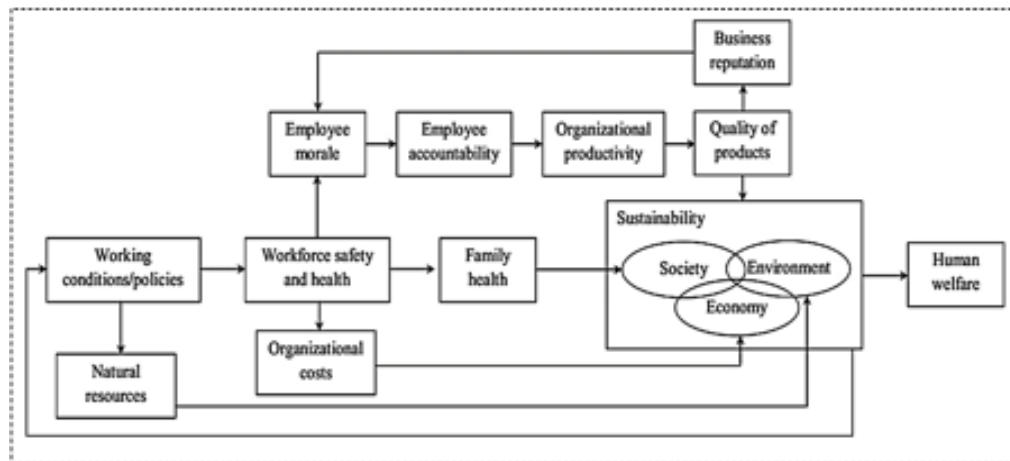 Business
reputation
Employee
morale
Employee
accountability
Organizational
productivity
Quality of
products
Sustainability
Working
conditions/policies
Workforce safety
and health
Family
health
Society
Environment
Economy
Human
welfare
Natural
resources
Organizational
costs